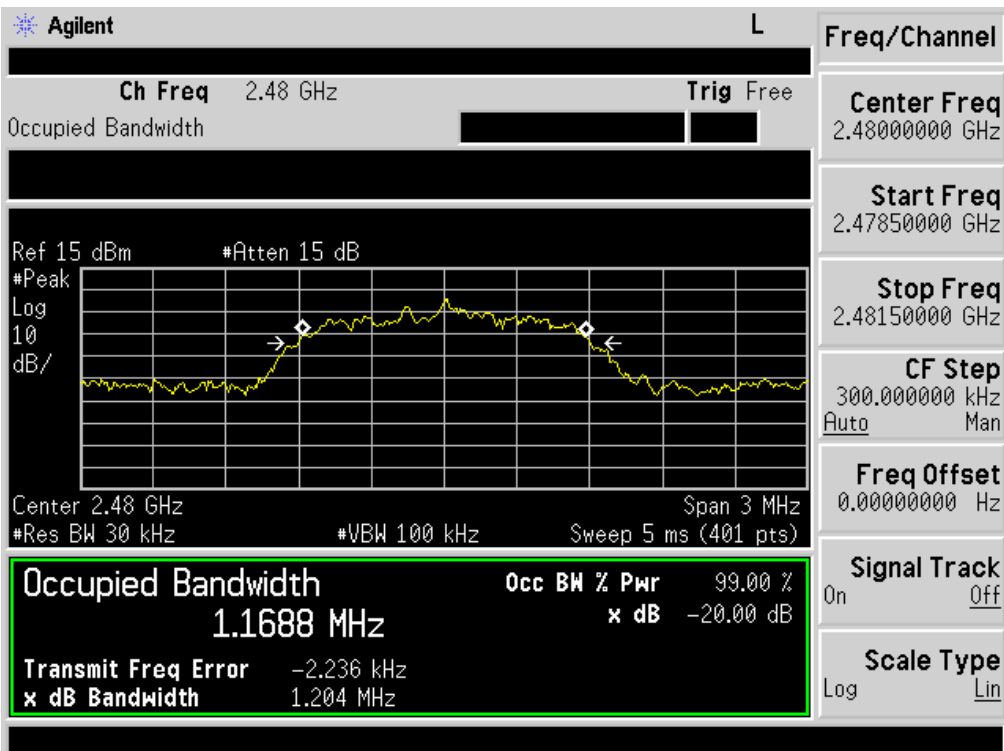 Agilent L
Ch Freq 2.48 GHz Trig Free
Occupied Bandwidth
Ref 15 dBm #Atten 15 dB
#Peak
Log
10
dB/
Center 2.48 GHz Span 3 MHz
#Res BW 30 kHz #VBW 100 kHz Sweep 5 ms (401 pts)
Occupied Bandwidth Occ BW % Pwr 99.00 %
1.1688 MHz x dB -20.00 dB
Transmit Freq Error -2.236 kHz
x dB Bandwidth 1.204 MHz
Freq/Channel
Center Freq
2.48000000 GHz
Start Freq
2.47850000 GHz
Stop Freq
2.48150000 GHz
CF Step
300.000000 kHz
Auto Man
Freq Offset
0.00000000 Hz
Signal Track
On Off
Scale Type
Log Lin